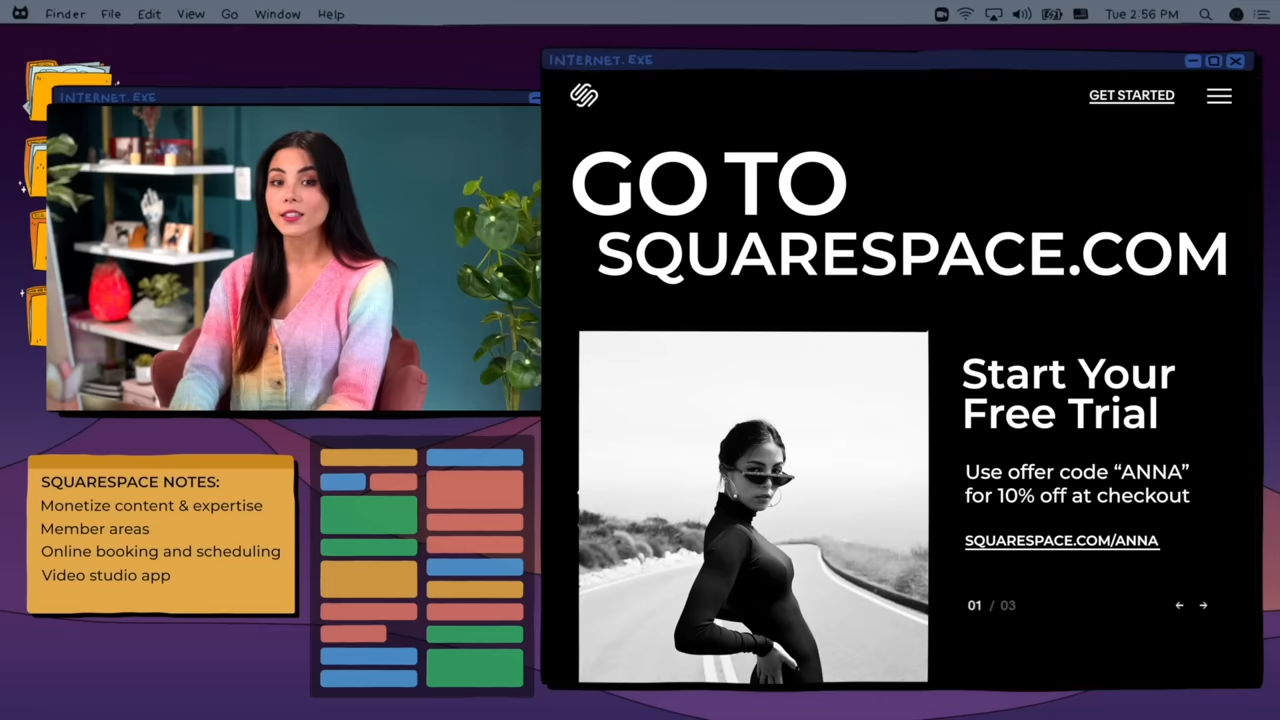 Finder File Edit View Go Window Help
Tue 2:56 PM
INTERNET.EXE
INTERNET.EXE
GET STARTED
GO TO
SQUARESPACE.COM
Start Your
Free Trial
Use offer code “ANNA”
for 10% off at checkout
SQUARESPACE.COM/ANNA
01 / 03
SQUARESPACE NOTES:
Monetize content & expertise
Member areas
Online booking and scheduling
Video studio app